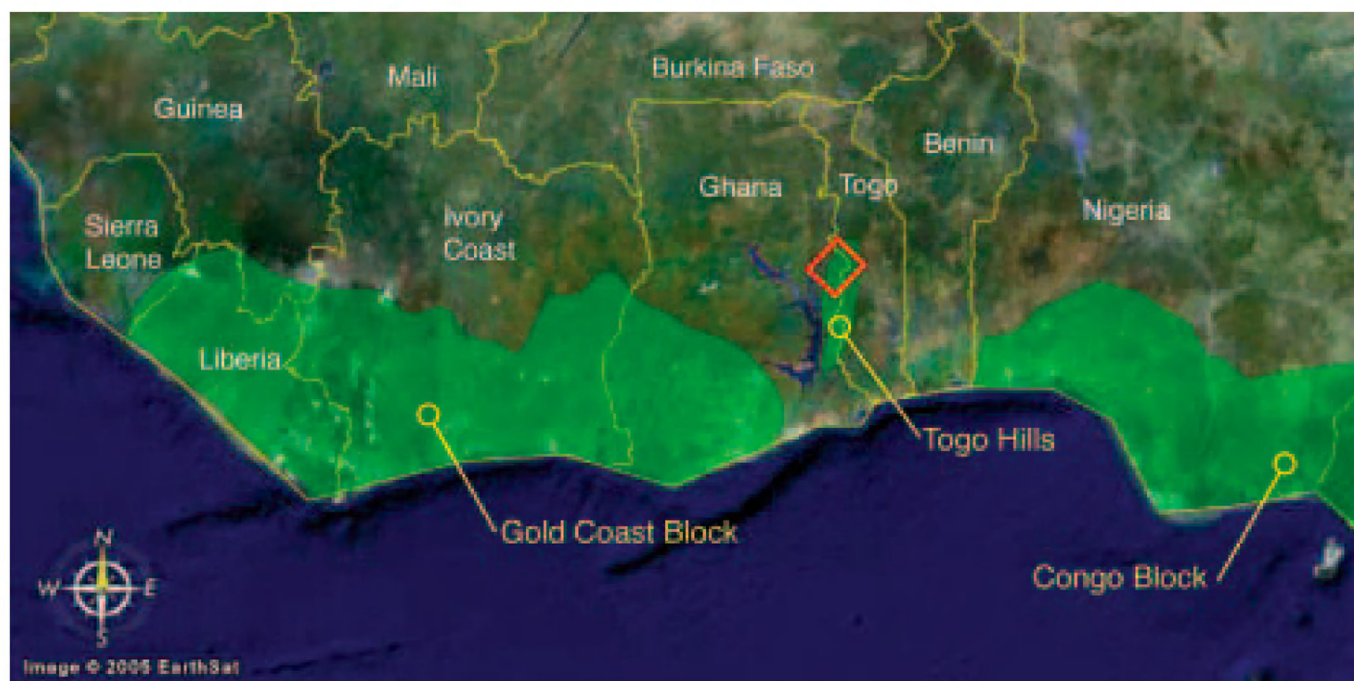 Mali
Burkina Faso
Guinea
Benin
Ghana
Togo
Nigeria
Sierra
Leone
Ivory
Coast
Liberia
Togo Hills
Gold Coast Block
Congo Block
N
W
E
S
Image © 2005 EarthSat